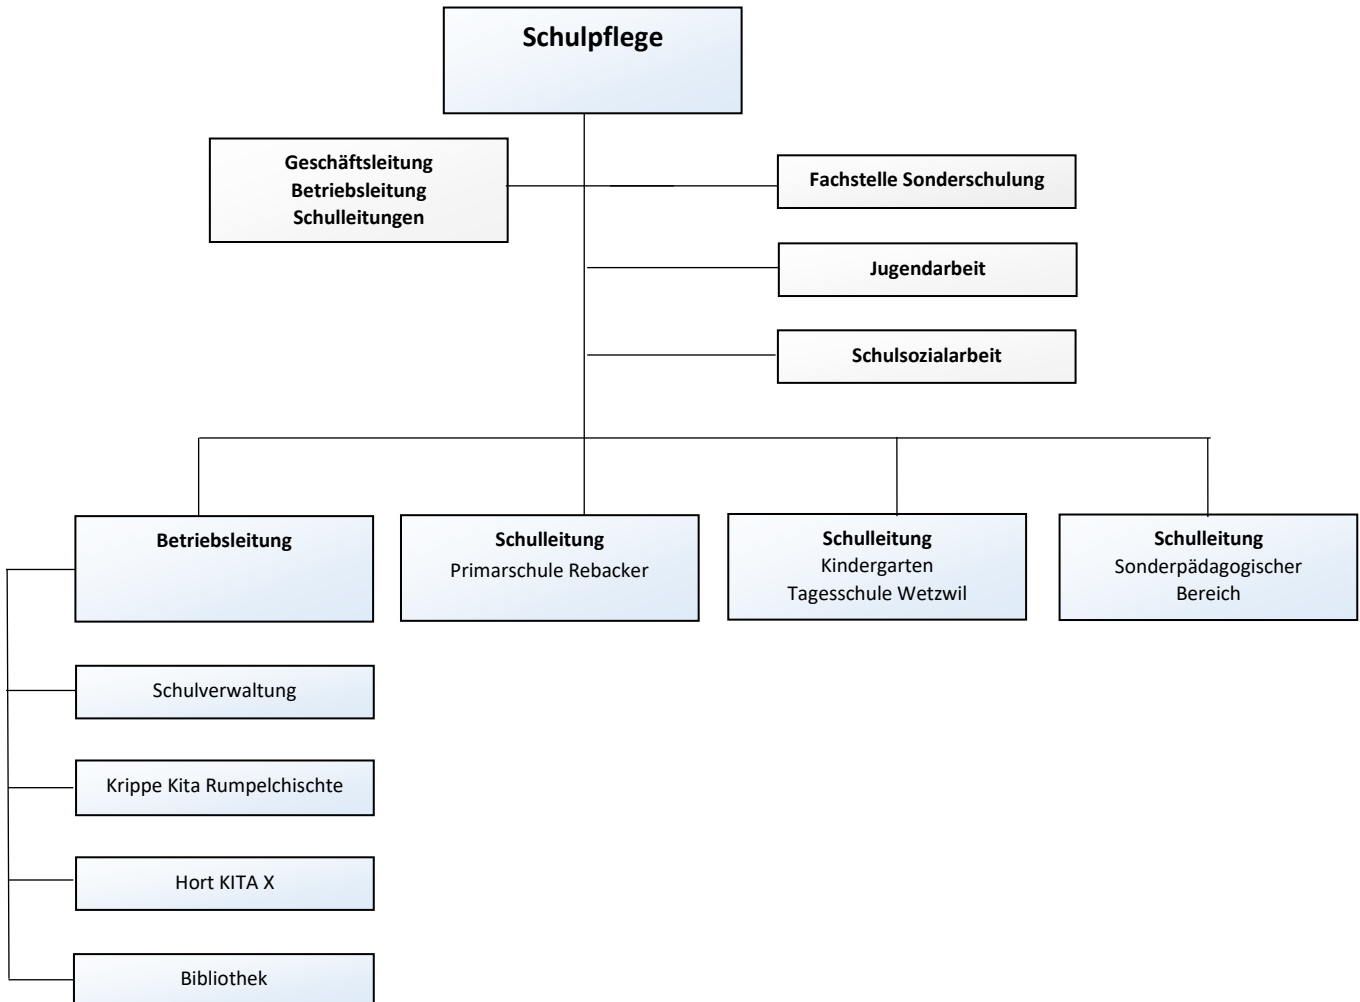 Schulpflege
Geschäftsleitung
Betriebsleitung
Schulleitungen
Fachstelle Sonderschulung
Jugendarbeit
Schulsozialarbeit
Betriebsleitung
Schulleitung
Primarschule Rebacker
Schulleitung
Kindergarten
Tagesschule Wetzwil
Schulleitung
Sonderpädagogischer
Bereich
Schulverwaltung
Krippe Kita Rumpelchischte
Hort KITA X
Bibliothek